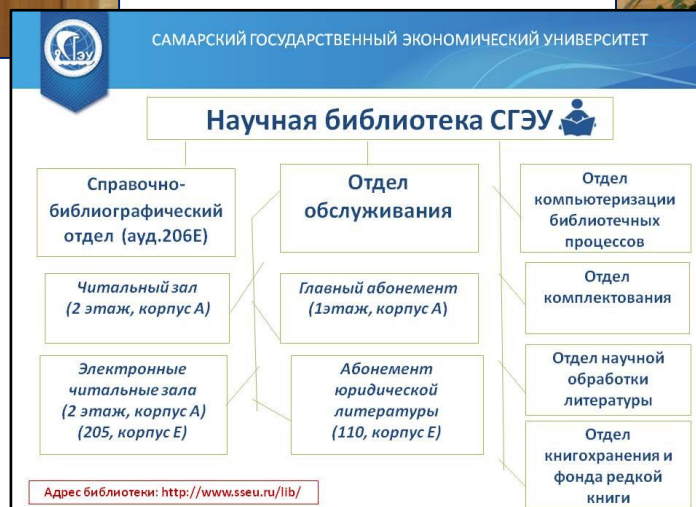 СГЭУ
САМАРСКИЙ ГОСУДАРСТВЕННЫЙ ЭКОНОМИЧЕСКИЙ УНИВЕРСИТЕТ
Научная библиотека СГЭУ
Справочно-
библиографический
отдел (ауд.206Е)
Отдел
обслуживания
Отдел
компьютеризации
библиотечных
процессов
Читальный зал
(2 этаж, корпус А)
Главный абонемент
(1этаж, корпус А)
Отдел
комплектования
Электронные
читальные зала
(2 этаж, корпус А)
(205, корпус Е)
Абонемент
юридической
литературы
(110, корпус Е)
Отдел научной
обработки
литературы
Отдел
книгохранения и
фонда редкой
книги
Адрес библиотеки: http://www.sseu.ru/lib/